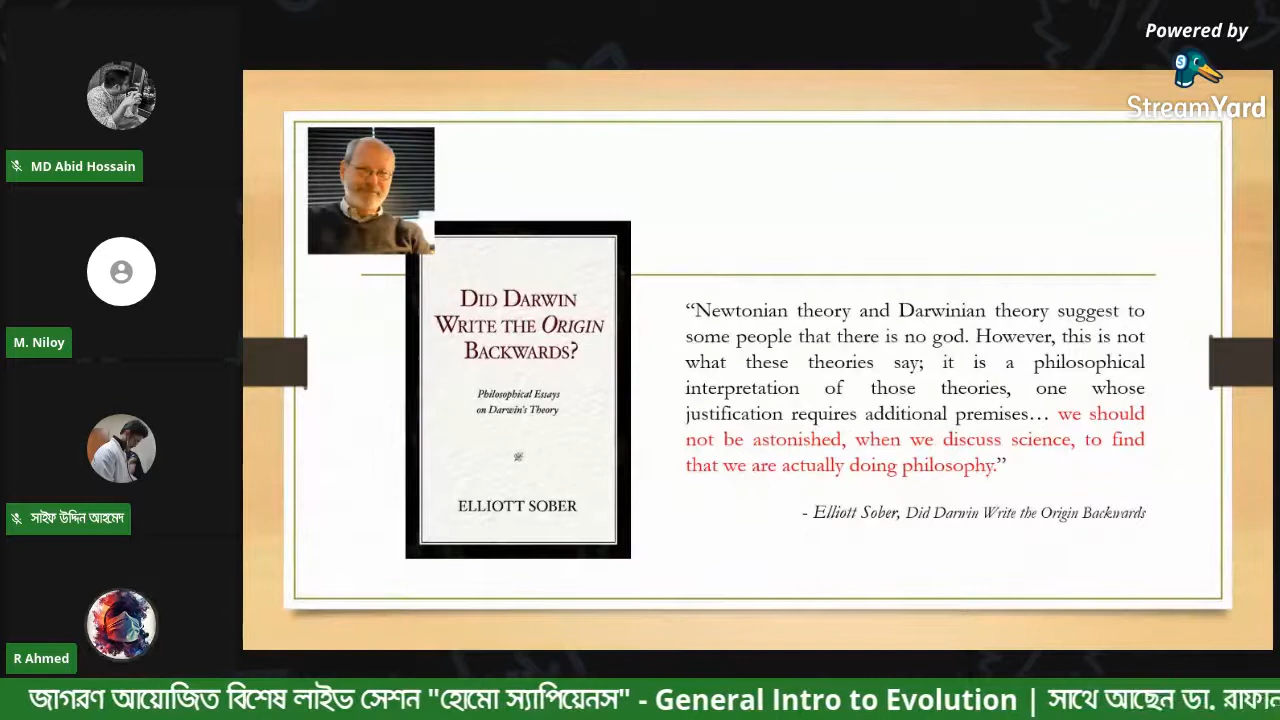 Powered by
StreamYard
MD Abid Hossain
M. Niloy
সাইফ উদ্দিন আহমেদ
R Ahmed
DID DARWIN
WRITE THE ORIGIN
BACKWARDS?
Philosophical Essays
on Darwin's Theory
ELLIOTT SOBER
“Newtonian theory and Darwinian theory suggest to
some people that there is no god. However, this is not
what these theories say; it is a philosophical
interpretation of those theories, one whose
justification requires additional premises… we should
not be astonished, when we discuss science, to find
that we are actually doing philosophy.”
- Elliott Sober, Did Darwin Write the Origin Backwards
জাগরণ আয়োজিত বিশেষ লাইভ সেশন "হোমো স্যাপিয়েনস" - General Intro to Evolution | সাথে আছেন ডা. রাফান